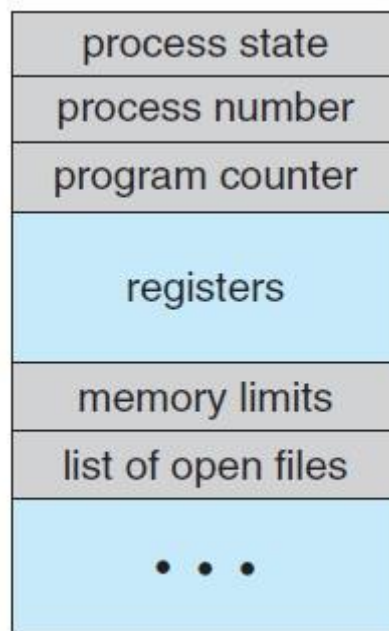 process state
process number
program counter
registers
memory limits
list of open files
• • •